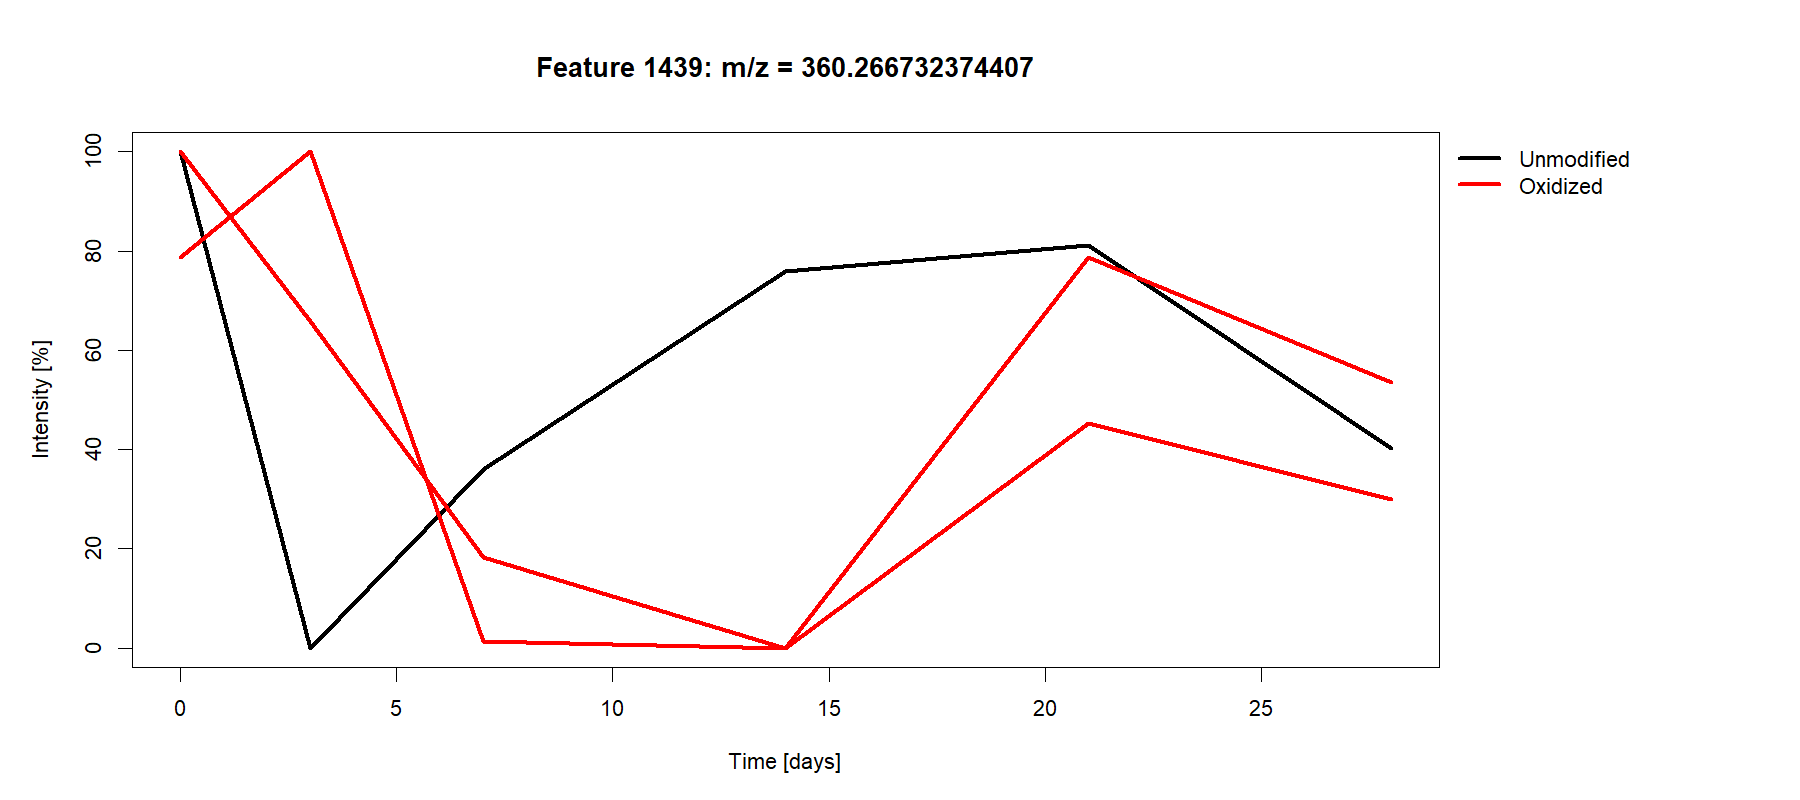 Feature 1439: m/z = 360.266732374407
Unmodified
Oxidized
Intensity [%]
100
80
60
40
20
0
0 5 10 15 20 25
Time [days]